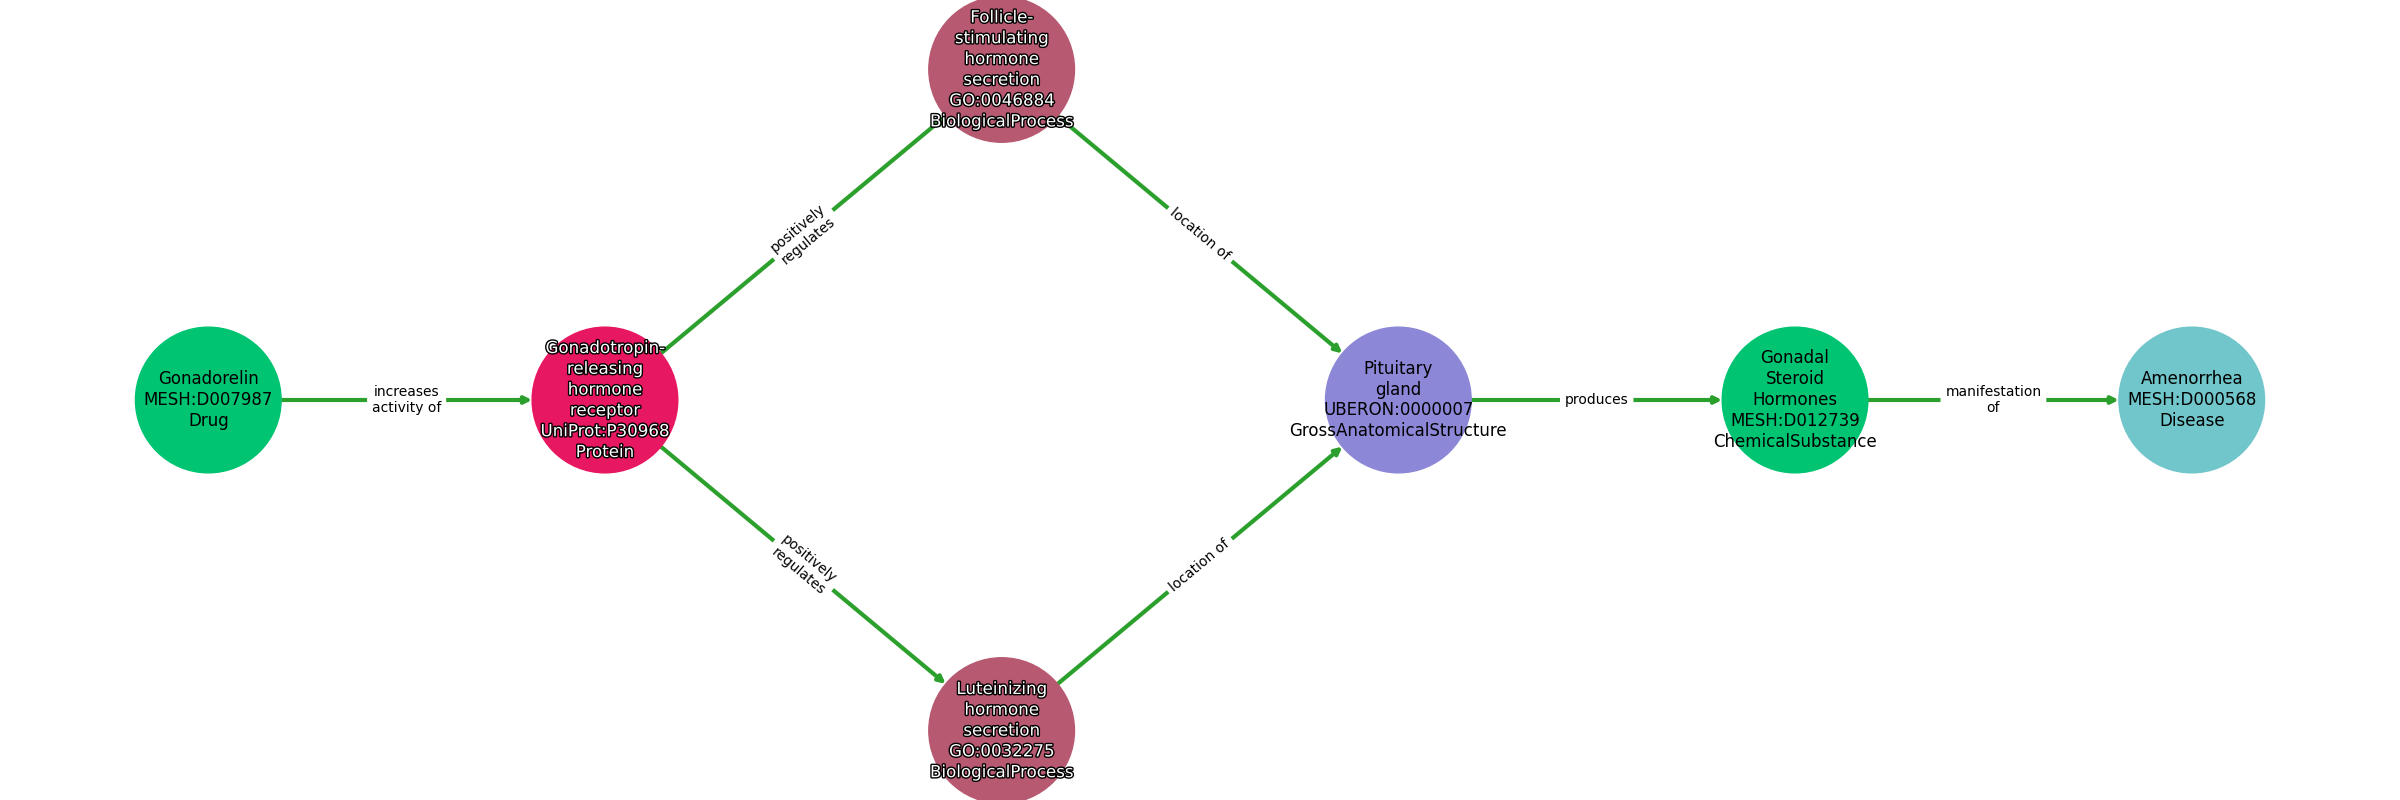 Follicle-
stimulating
hormone
secretion
GO:0046884
BiologicalProcess
positively
regulates
location of
Gonadorelin
MESH:D007987
Drug
increases
activity of
Gonadotropin-
releasing
hormone
receptor
UniProt:P30968
Protein
Pituitary
gland
UBERON:0000007
GrossAnatomicalStructure
produces
Gonadal
Steroid
Hormones
MESH:D012739
ChemicalSubstance
manifestation
of
Amenorrhea
MESH:D000568
Disease
positively
regulates
location of
Luteinizing
hormone
secretion
GO:0032275
BiologicalProcess